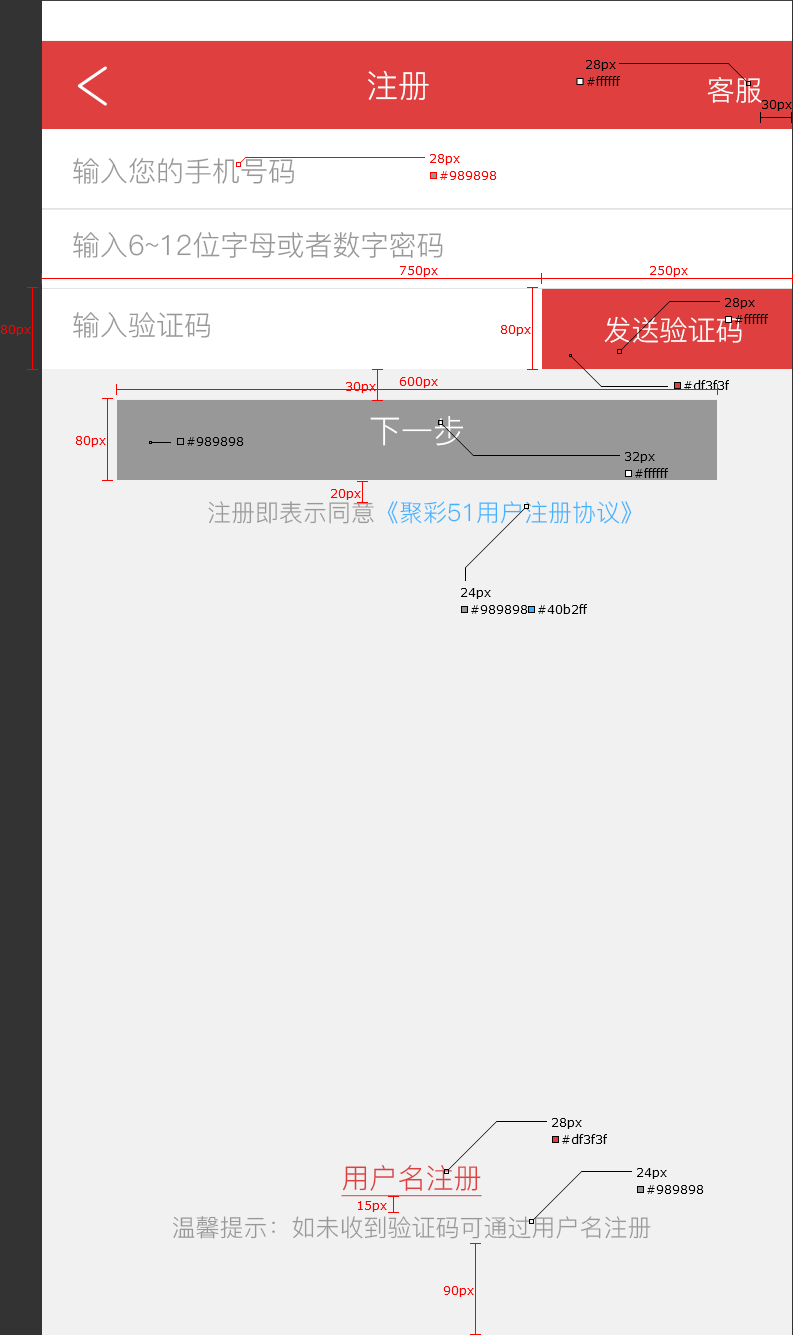 28px
#ffffff
注册
客服
30px
输入您的手机号码
28px
#989898
输入6~12位字母或者数字密码
750px
250px
80px
输入验证码
80px
发送验证码
28px
#ffffff
#df3f3f
30px
600px
80px
#989898
下一步
32px
#ffffff
20px
注册即表示同意《聚彩51用户注册协议》
24px
#989898 #40b2ff
28px
#df3f3f
用户名注册
24px
#989898
15px
温馨提示：如未收到验证码可通过用户名注册
90px